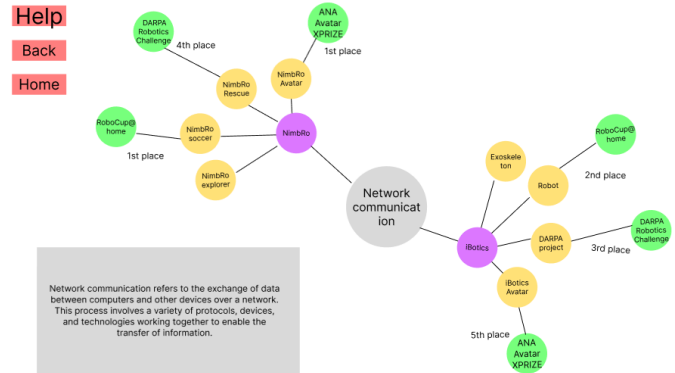 Help
Back
Home
DARPA
Robotics
Challenge
4th place
ANA
Avatar
XPRIZE
1st place
NimbRo
Rescue
NimbRo
Avatar
RoboCup@
home
1st place
NimbRo
soccer
NimbRo
NimbRo
explorer
Network
communicat
ion
Exoskele
ton
RoboCup@
home
2nd place
Robot
iBotics
DARPA
project
3rd place
DARPA
Robotics
Challenge
iBotics
Avatar
5th place
ANA
Avatar
XPRIZE
Network communication refers to the exchange of data
between computers and other devices over a network.
This process involves a variety of protocols, devices,
and technologies working together to enable the
transfer of information.